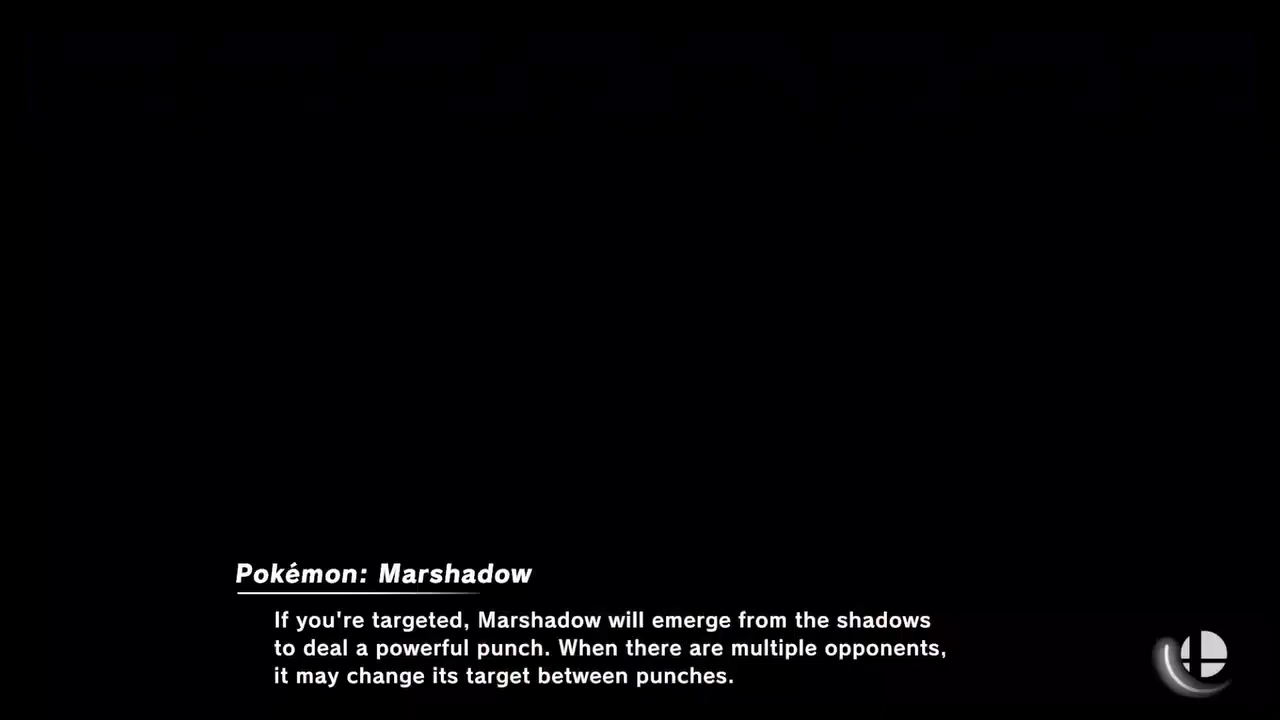 Pokémon: Marshadow
If you're targeted, Marshadow will emerge from the shadows
to deal a powerful punch. When there are multiple opponents,
it may change its target between punches.